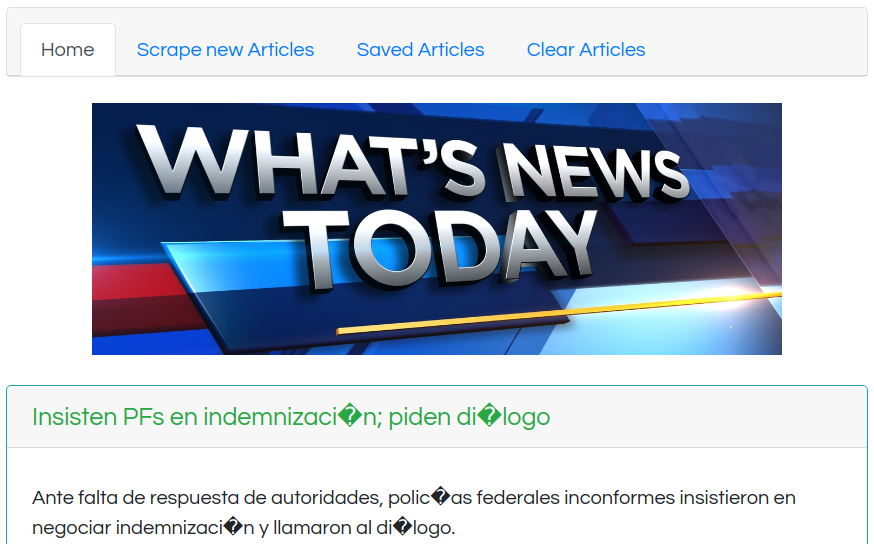 Home
Scrape new Articles
Saved Articles
Clear Articles
WHAT'S NEWS
TODAY
Insisten PFs en indemnizaci�n; piden di�logo
Ante falta de respuesta de autoridades, polic�as federales inconformes insistieron en
negociar indemnizaci�n y llamaron al di�logo.